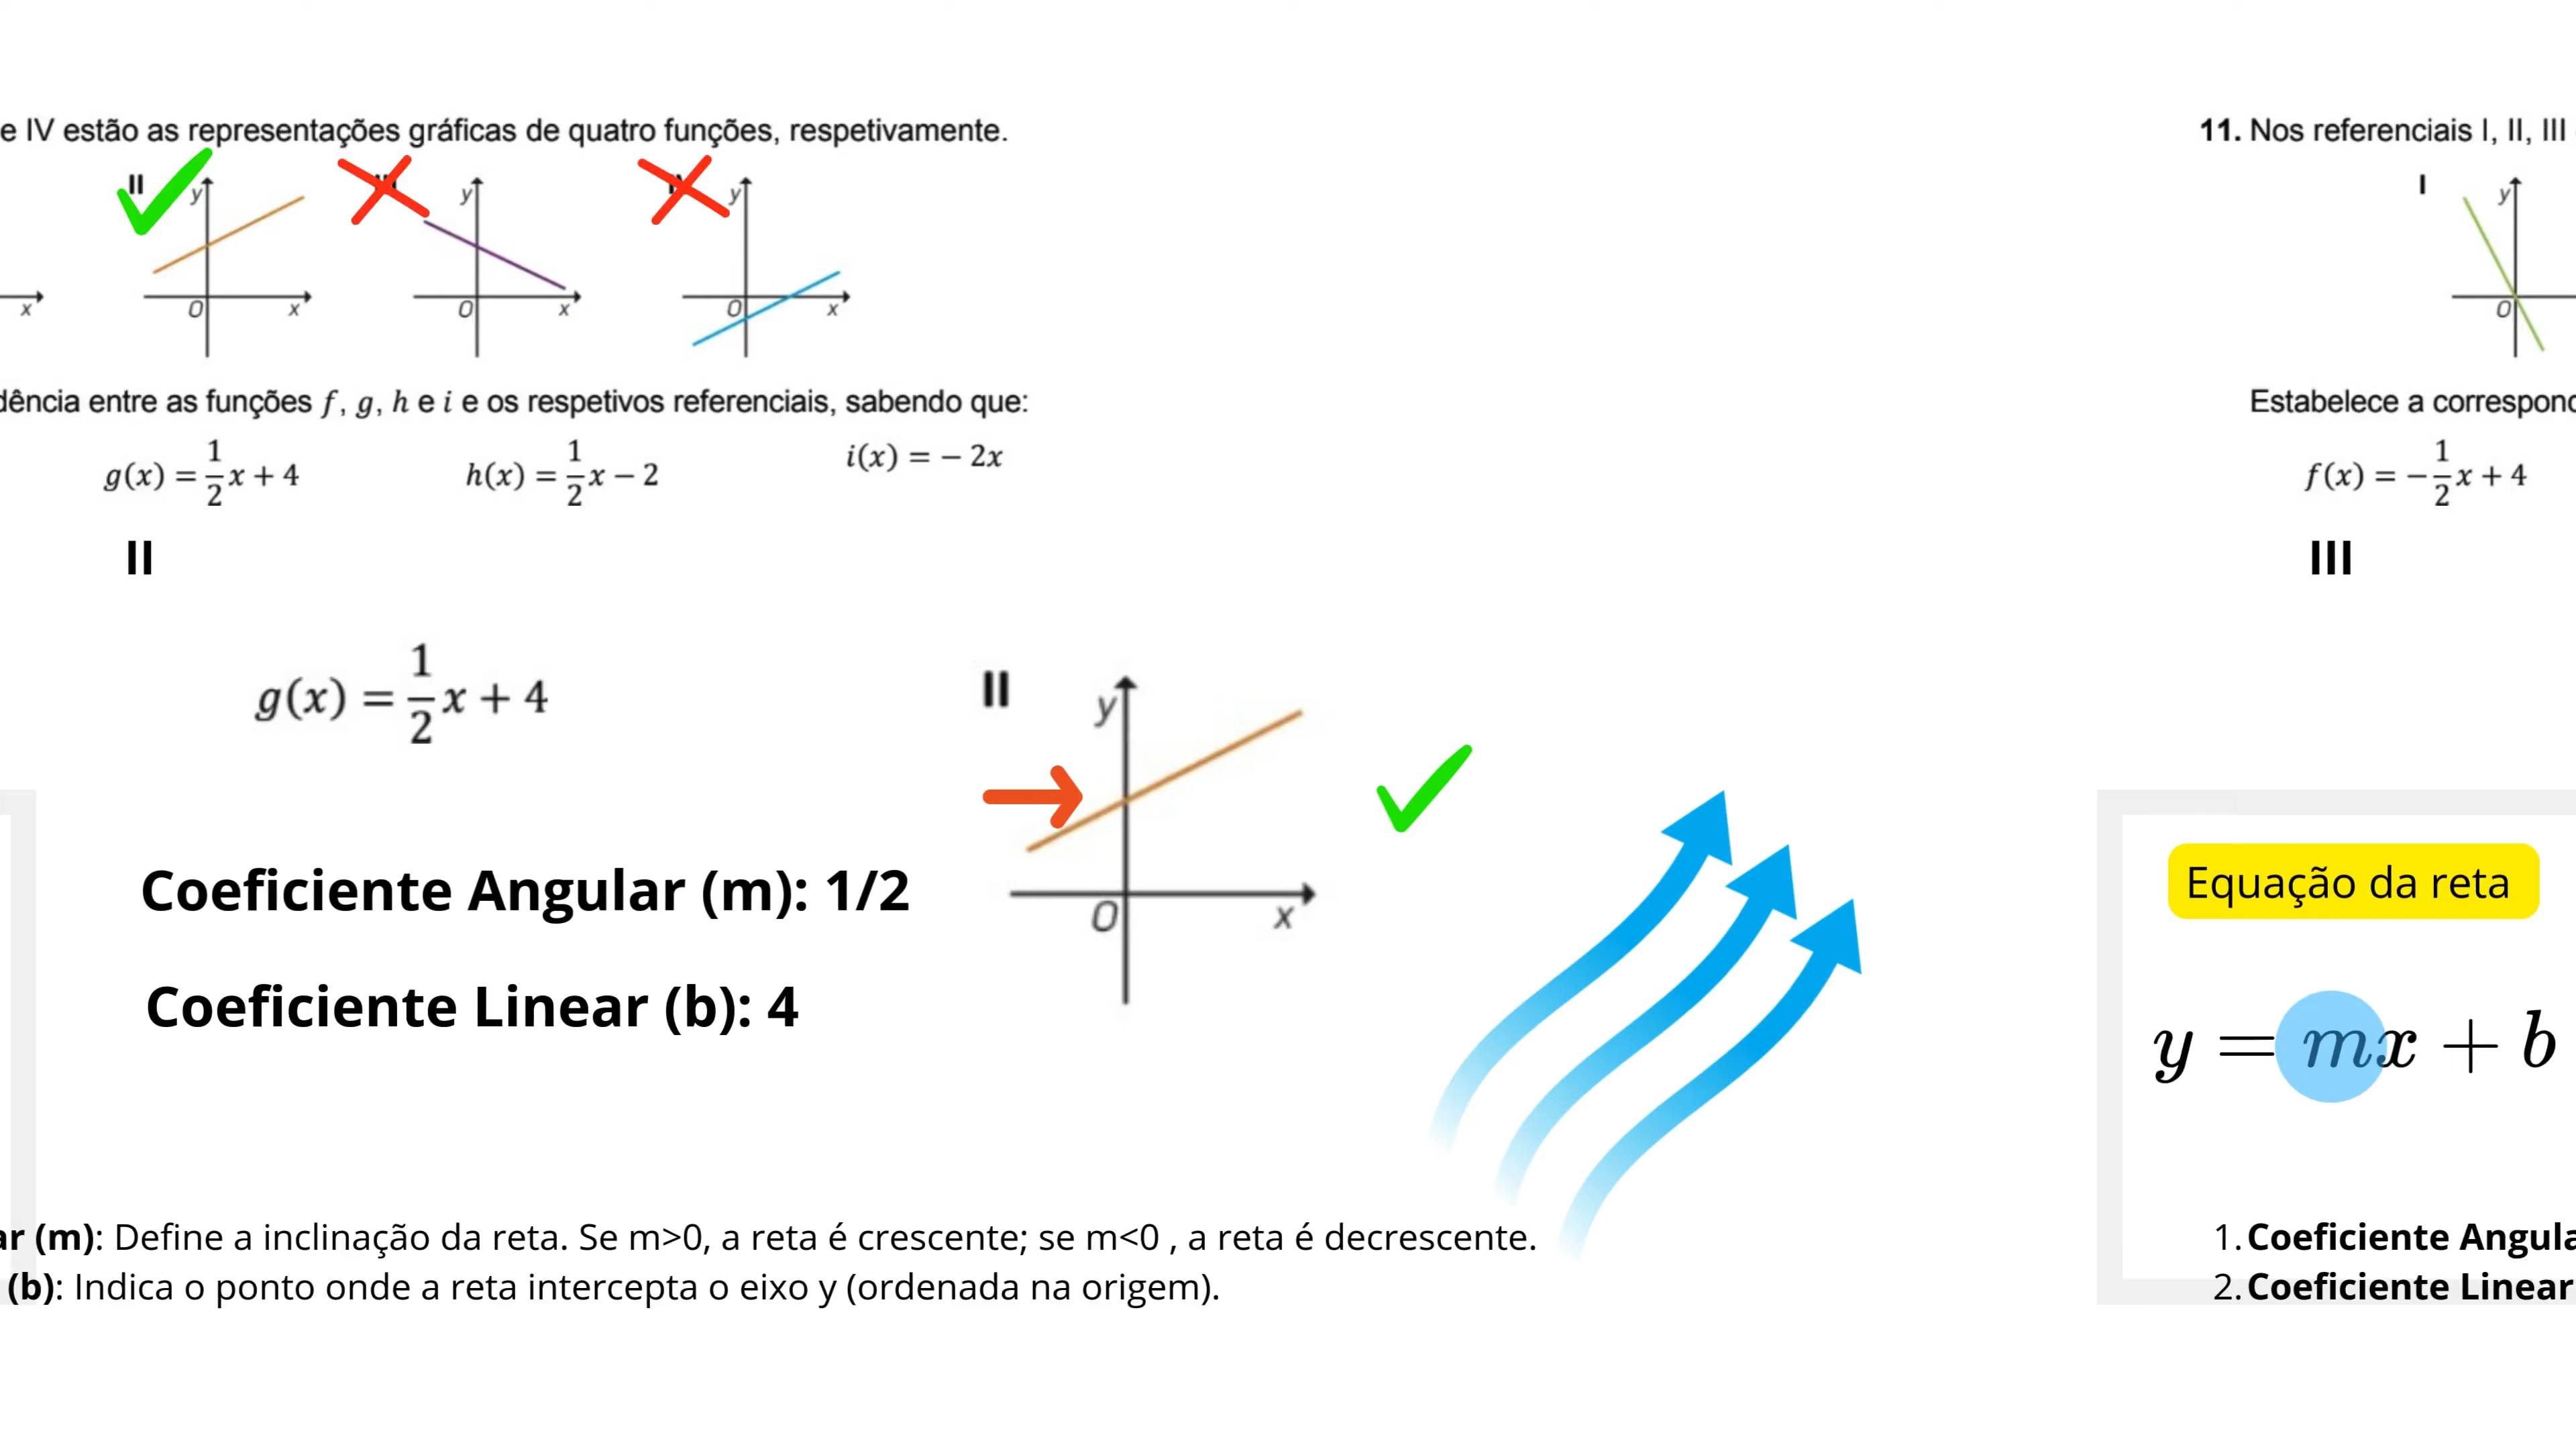 e IV estão as representações gráficas de quatro funções, respetivamente.
II
y
O
x
y
O
x
y
O
x
x
dência entre as funções f, g, h e i e os respetivos referenciais, sabendo que:
g(x) = 1/2 x + 4
h(x) = 1/2 x − 2
i(x) = − 2x
II
g(x) = 1/2 x + 4
II
y
O
x
Coeficiente Angular (m): 1/2
Coeficiente Linear (b): 4
ar (m): Define a inclinação da reta. Se m>0, a reta é crescente; se m<0 , a reta é decrescente.
(b): Indica o ponto onde a reta intercepta o eixo y (ordenada na origem).
11. Nos referenciais I, II, III
I
y
O
Estabelece a correspond
f(x) = −1/2 x + 4
III
Equação da reta
y = mx + b
1. Coeficiente Angula
2. Coeficiente Linear